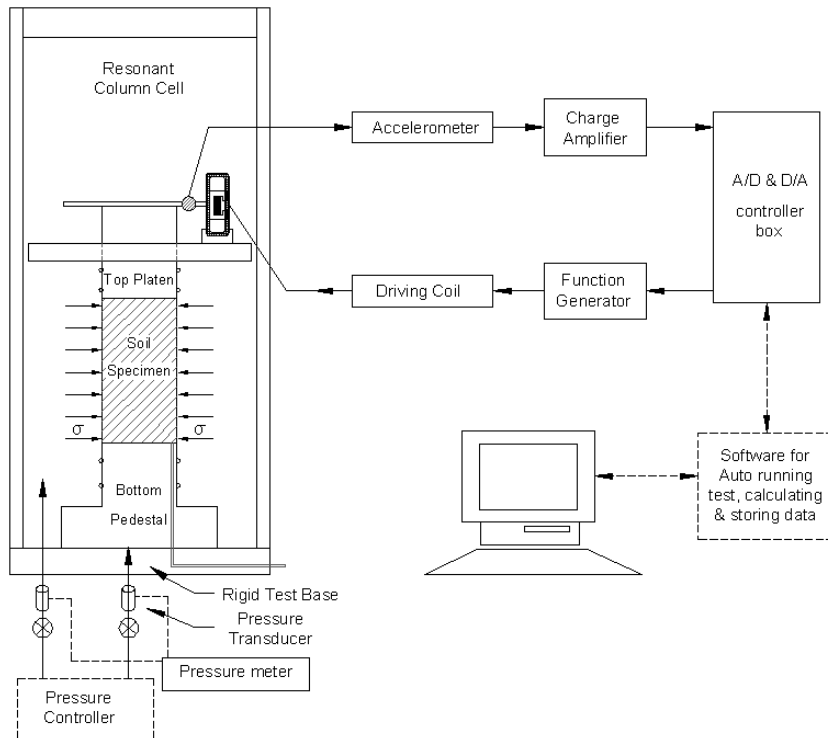 Resonant
Column Cell
Accelerometer
Charge
Amplifier
A/D & D/A
controller
box
Driving Coil
Function
Generator
Top Platen
Soil
Specimen
σ
σ
Bottom
Pedestal
Software for
Auto running
test, calculating
& storing data
Rigid Test Base
Pressure
Transducer
Pressure meter
Pressure
Controller